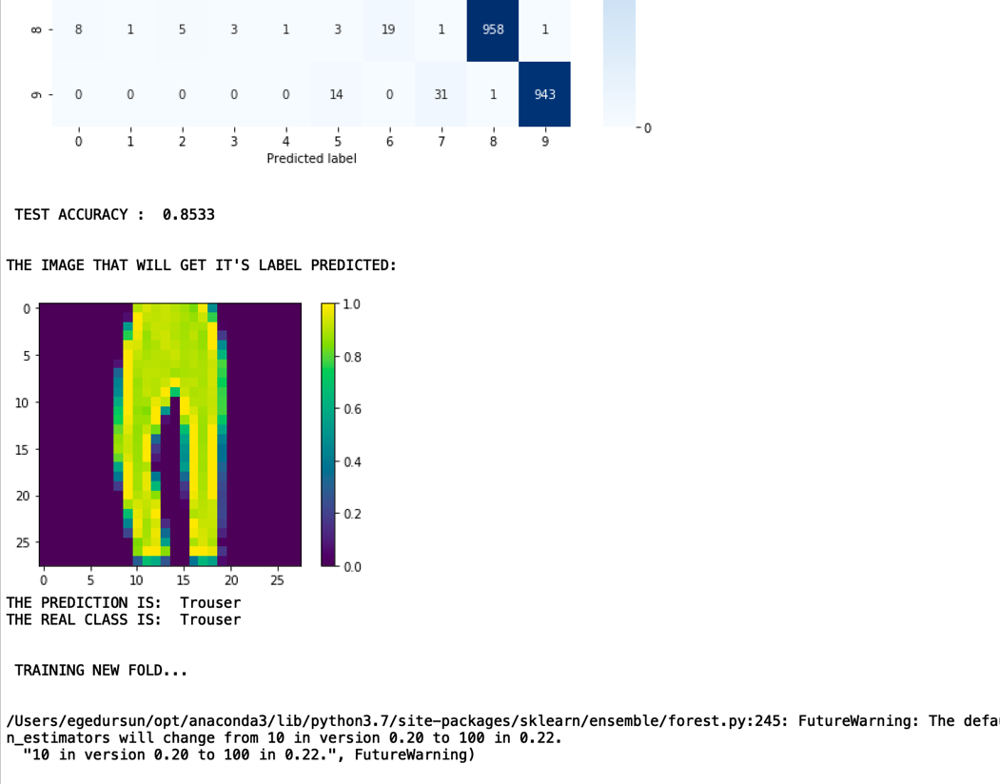 8 8 1 5 3 1 3 19 1 958 1
9 0 0 0 0 0 14 0 31 1 943
0
0 1 2 3 4 5 6 7 8 9
Predicted label
TEST ACCURACY :  0.8533
THE IMAGE THAT WILL GET IT'S LABEL PREDICTED:
0
5
10
15
20
25
0 5 10 15 20 25
1.0
0.8
0.6
0.4
0.2
0.0
THE PREDICTION IS:  Trouser
THE REAL CLASS IS:  Trouser
TRAINING NEW FOLD...
/Users/egedursun/opt/anaconda3/lib/python3.7/site-packages/sklearn/ensemble/forest.py:245: FutureWarning: The defau
n_estimators will change from 10 in version 0.20 to 100 in 0.22.
"10 in version 0.20 to 100 in 0.22.", FutureWarning)